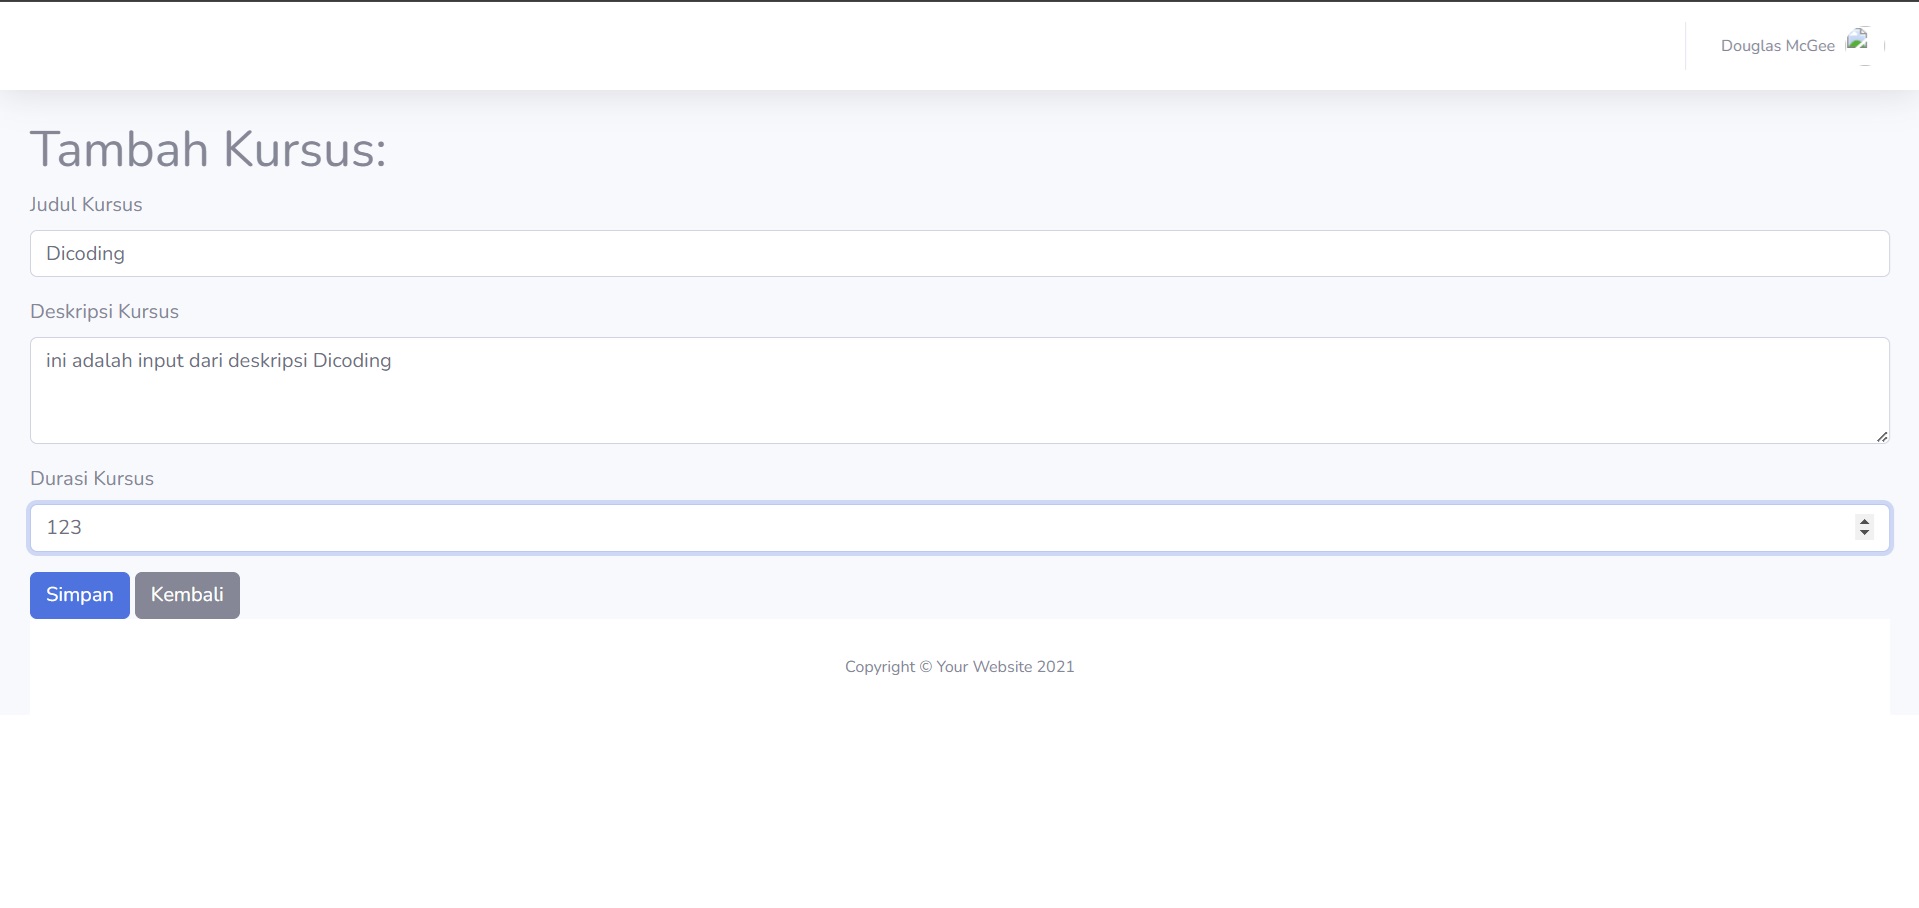 Douglas McGee
Tambah Kursus:
Judul Kursus
Dicoding
Deskripsi Kursus
ini adalah input dari deskripsi Dicoding
Durasi Kursus
123
Simpan Kembali
Copyright © Your Website 2021